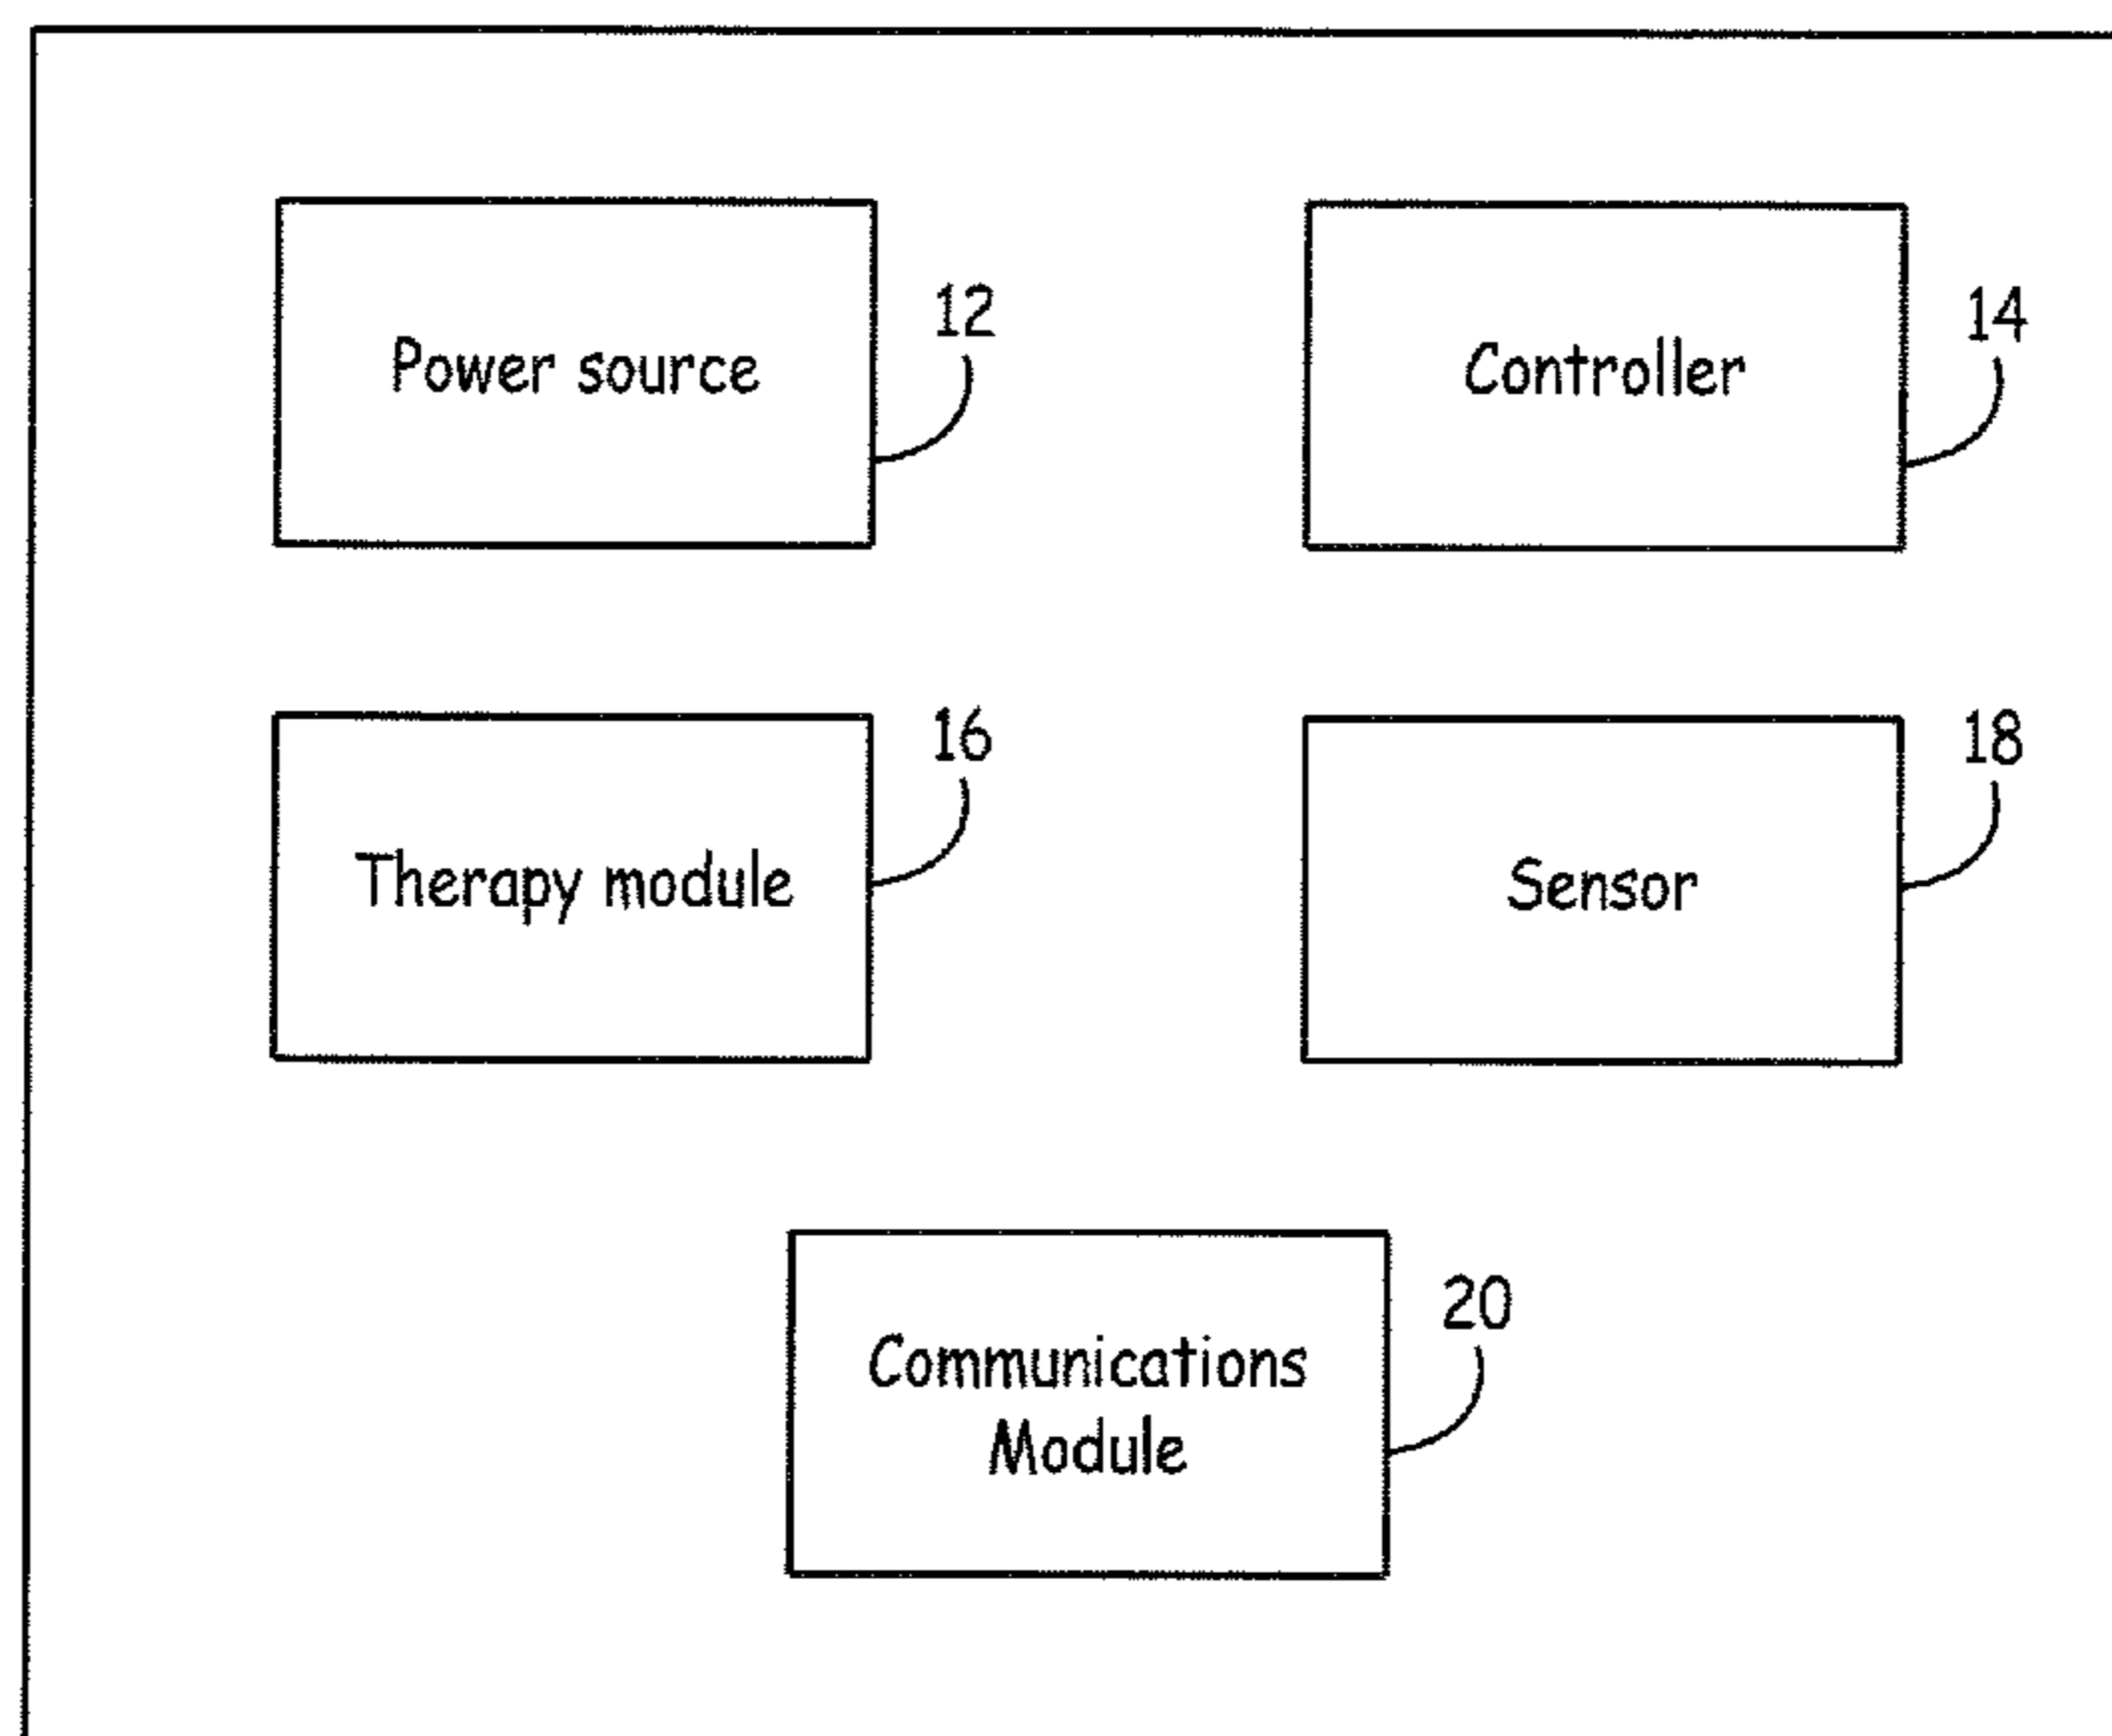 12
Power source
14
Controller
16
Therapy module
18
Sensor
20
Communications
Module